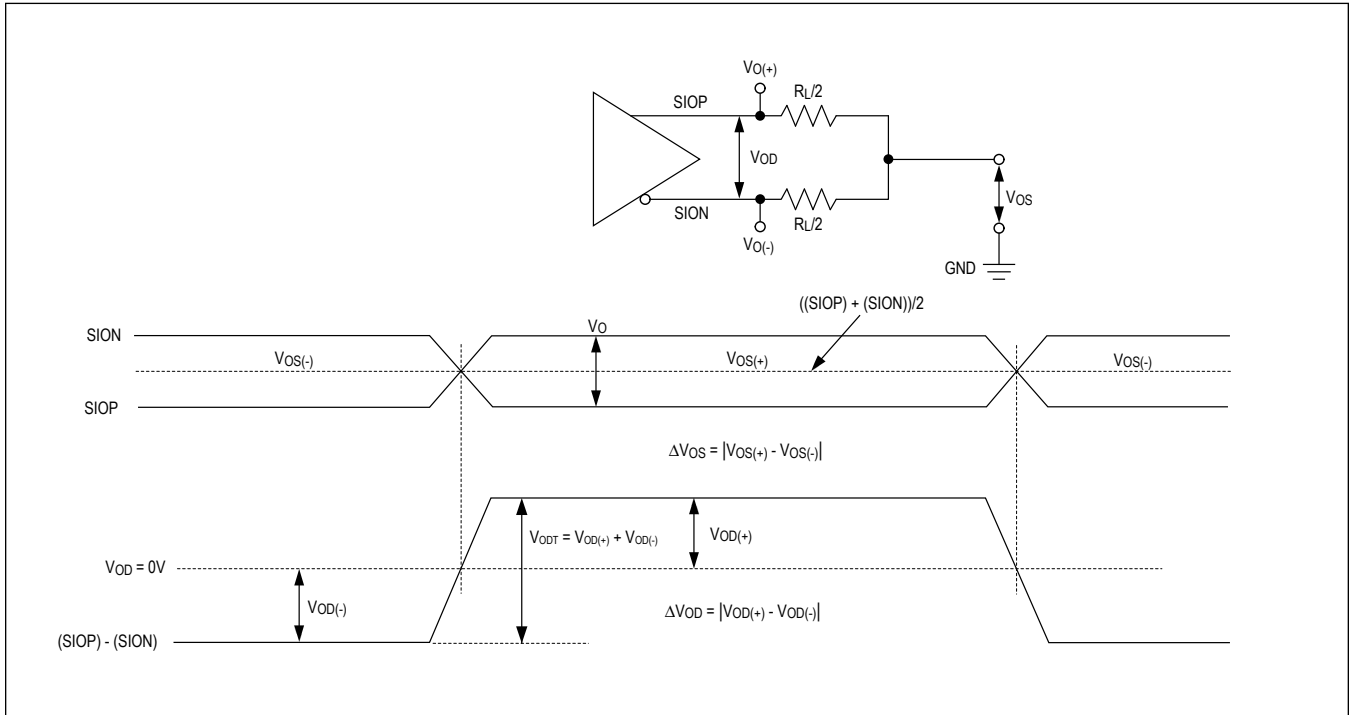 VO(+)
RL/2
SIOP
VOD
SION
RL/2
VO(-)
VOS
GND
((SIOP) + (SION))/2
SION
VO
VOS(-)
VOS(+)
VOS(-)
SIOP
ΔVOS = |VOS(+) - VOS(-)|
VODT = VOD(+) + VOD(-)
VOD(+)
VOD = 0V
VOD(-)
ΔVOD = |VOD(+) - VOD(-)|
(SIOP) - (SION)